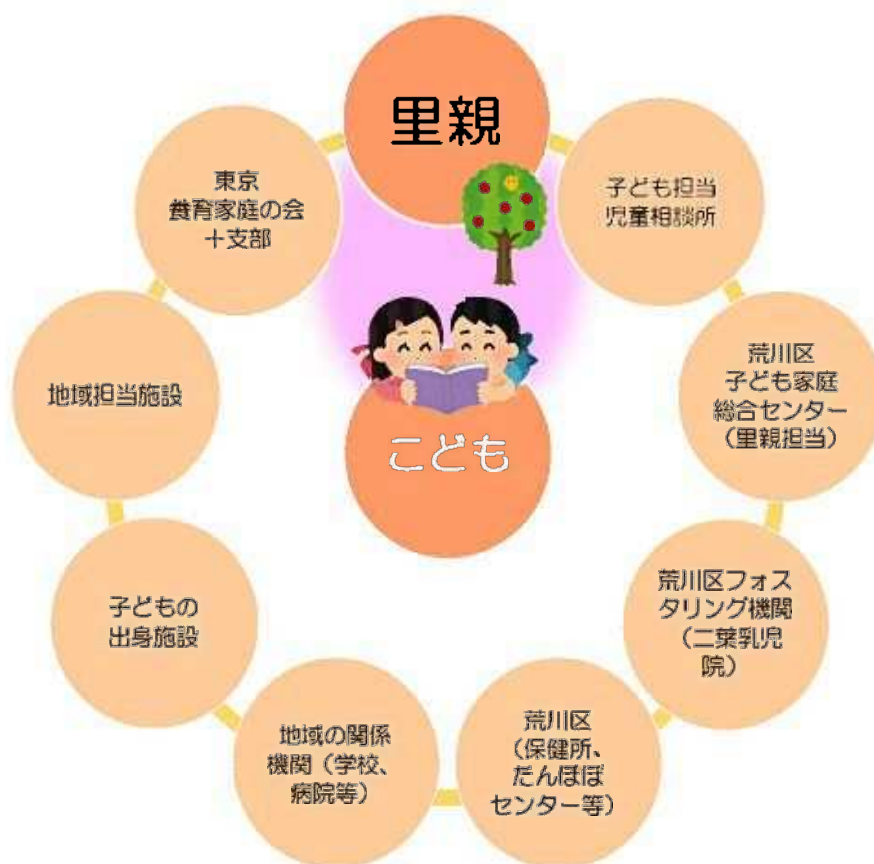 里親
子ども担当
児童相談所
荒川区
子ども家庭
総合センター
（里親担当）
荒川区フォス
タリング機関
（二葉乳児
院）
荒川区
（保健所、
たんぽぽ
センター等）
地域の関係
機関（学校、
病院等）
子どもの
出身施設
地域担当施設
東京
養育家庭の会
＋支部
こども